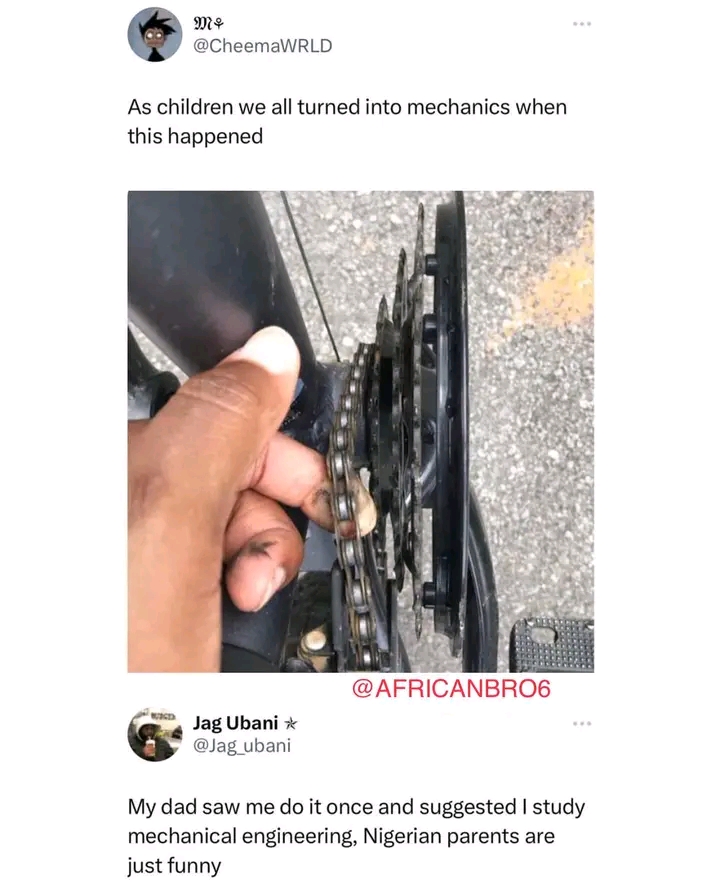 𝔐⚘
@CheemaWRLD
As children we all turned into mechanics when
this happened
@AFRICANBRO6
Jag Ubani ✯
@Jag_ubani
My dad saw me do it once and suggested I study
mechanical engineering, Nigerian parents are
just funny